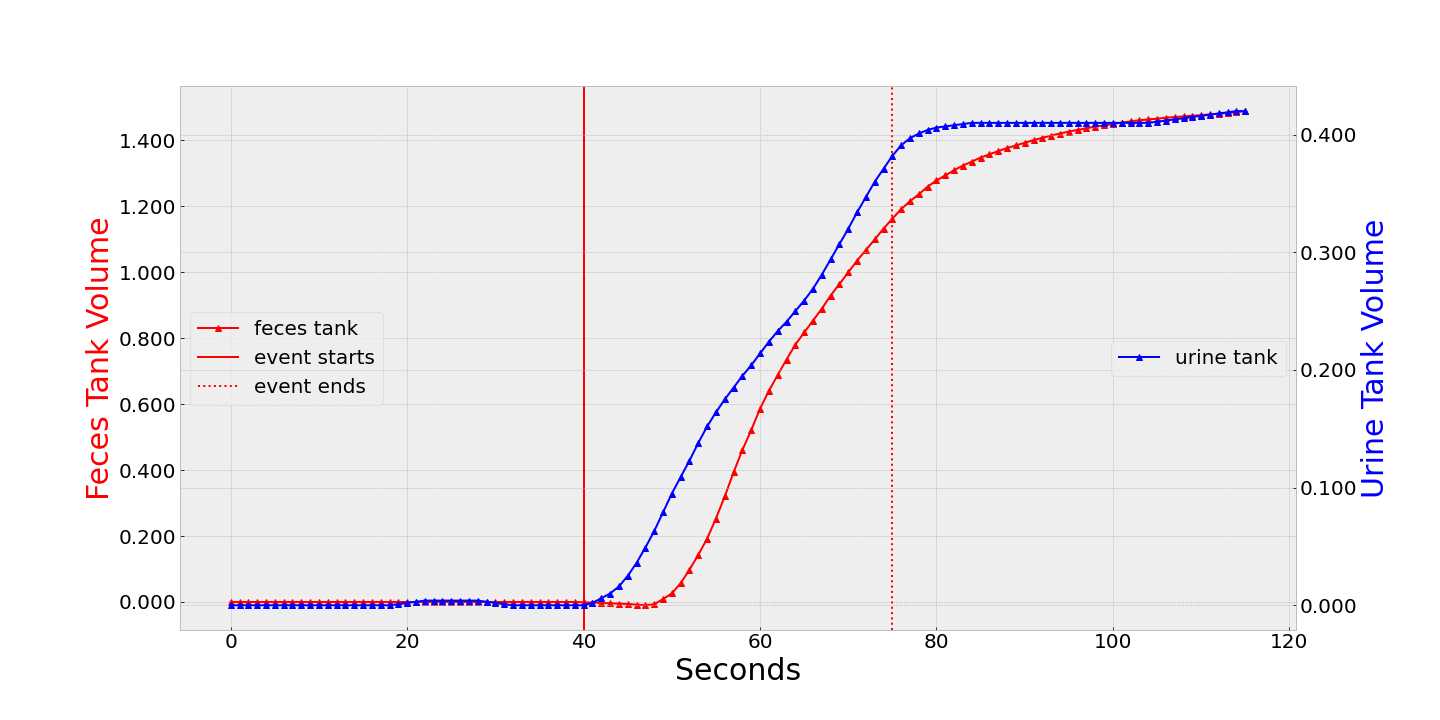 Feces Tank Volume
1.400
1.200
1.000
0.800
0.600
0.400
0.200
0.000
feces tank
event starts
event ends
urine tank
0.400
0.300
0.200
0.100
0.000
Urine Tank Volume
0 20 40 60 80 100 120
Seconds